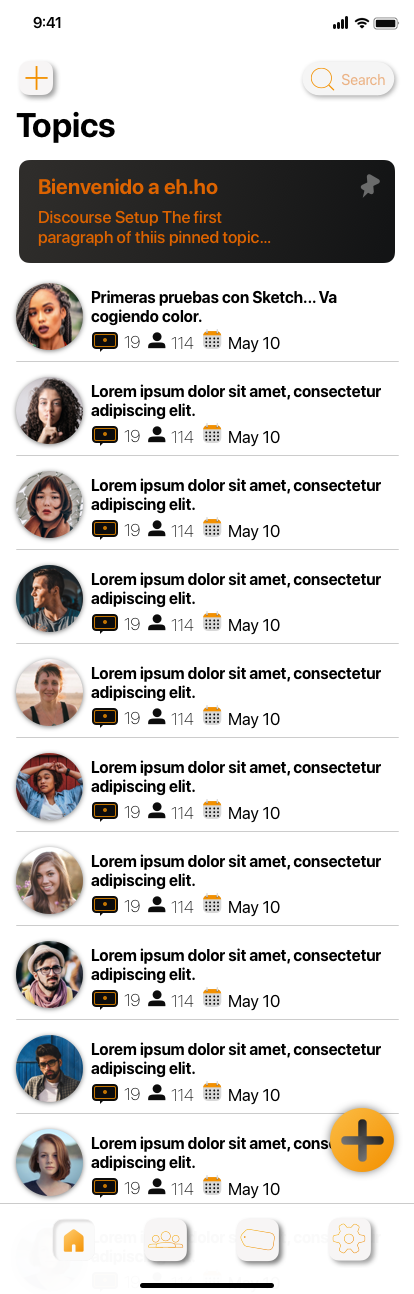 9:41
Search
Topics
Bienvenido a eh.ho
Discourse Setup The first
paragraph of thiis pinned topic...
Primeras pruebas con Sketch... Va
cogiendo color.
19 114 May 10
Lorem ipsum dolor sit amet, consectetur
adipiscing elit.
19 114 May 10
Lorem ipsum dolor sit amet, consectetur
adipiscing elit.
19 114 May 10
Lorem ipsum dolor sit amet, consectetur
adipiscing elit.
19 114 May 10
Lorem ipsum dolor sit amet, consectetur
adipiscing elit.
19 114 May 10
Lorem ipsum dolor sit amet, consectetur
adipiscing elit.
19 114 May 10
Lorem ipsum dolor sit amet, consectetur
adipiscing elit.
19 114 May 10
Lorem ipsum dolor sit amet, consectetur
adipiscing elit.
19 114 May 10
Lorem ipsum dolor sit amet, consectetur
adipiscing elit.
19 114 May 10
Lorem ipsum dolor sit amet, cons
adipiscing elit.
19 114 May 10